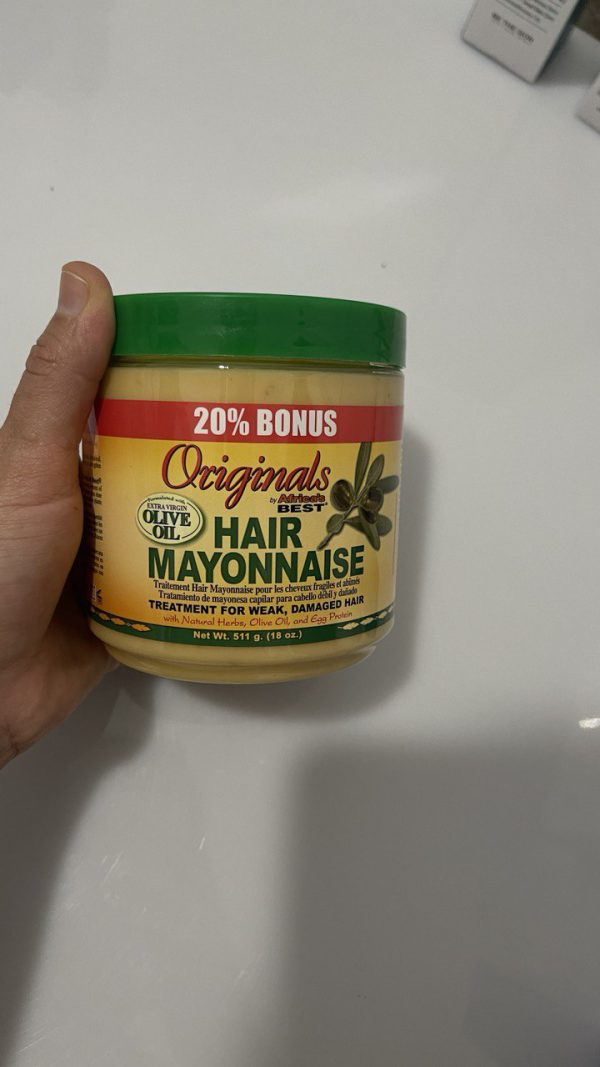 20% BONUS
Originals
by Africa's
BEST
Formulated with
EXTRA VIRGIN
OLIVE
OIL
HAIR
MAYONNAISE
Traitement Hair Mayonnaise pour les cheveux fragiles et abîmés
Tratamiento de mayonesa capilar para cabello débil y dañado
TREATMENT FOR WEAK, DAMAGED HAIR
with Natural Herbs, Olive Oil, and Egg Protein
Net Wt. 511 g. (18 oz.)